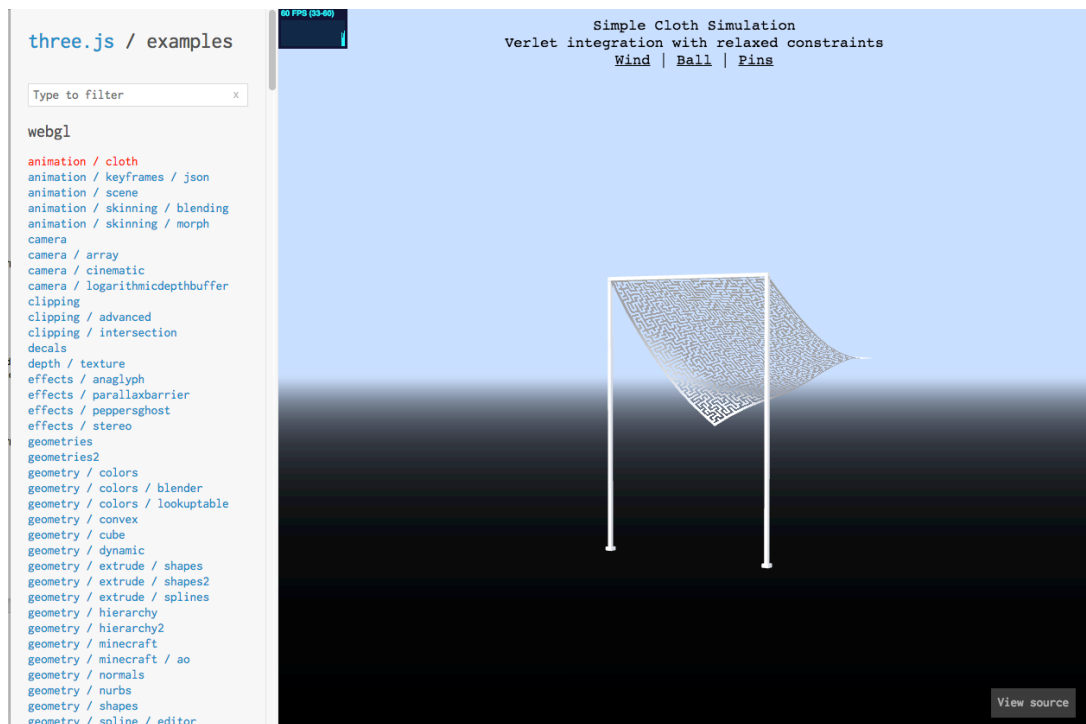 three.js / examples
Type to filter x
webgl
animation / cloth
animation / keyframes / json
animation / scene
animation / skinning / blending
animation / skinning / morph
camera
camera / array
camera / cinematic
camera / logarithmicdepthbuffer
clipping
clipping / advanced
clipping / intersection
decals
depth / texture
effects / anaglyph
effects / parallaxbarrier
effects / peppersghost
effects / stereo
geometries
geometries2
geometry / colors
geometry / colors / blender
geometry / colors / lookuptable
geometry / convex
geometry / cube
geometry / dynamic
geometry / extrude / shapes
geometry / extrude / shapes2
geometry / extrude / splines
geometry / hierarchy
geometry / hierarchy2
geometry / minecraft
geometry / minecraft / ao
geometry / normals
geometry / nurbs
geometry / shapes
geometry / spline / editor
60 FPS (33-60)
Simple Cloth Simulation
Verlet integration with relaxed constraints
Wind | Ball | Pins
View source